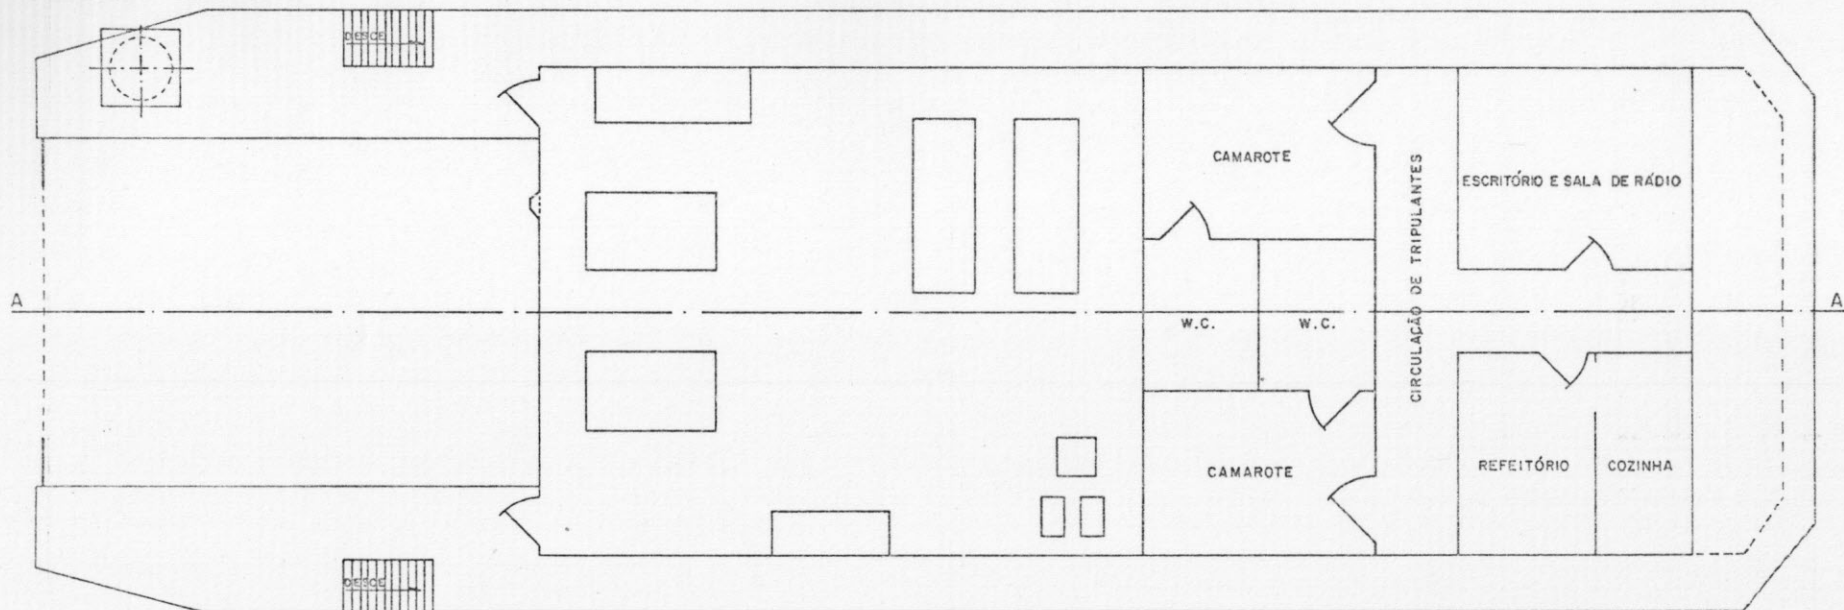 DESCE
CAMAROTE
ESCRITÓRIO E SALA DE RÁDIO
CIRCULAÇÃO DE TRIPULANTES
A
A
W.C.
W.C.
CAMAROTE
REFEITÓRIO
COZINHA
DESCE